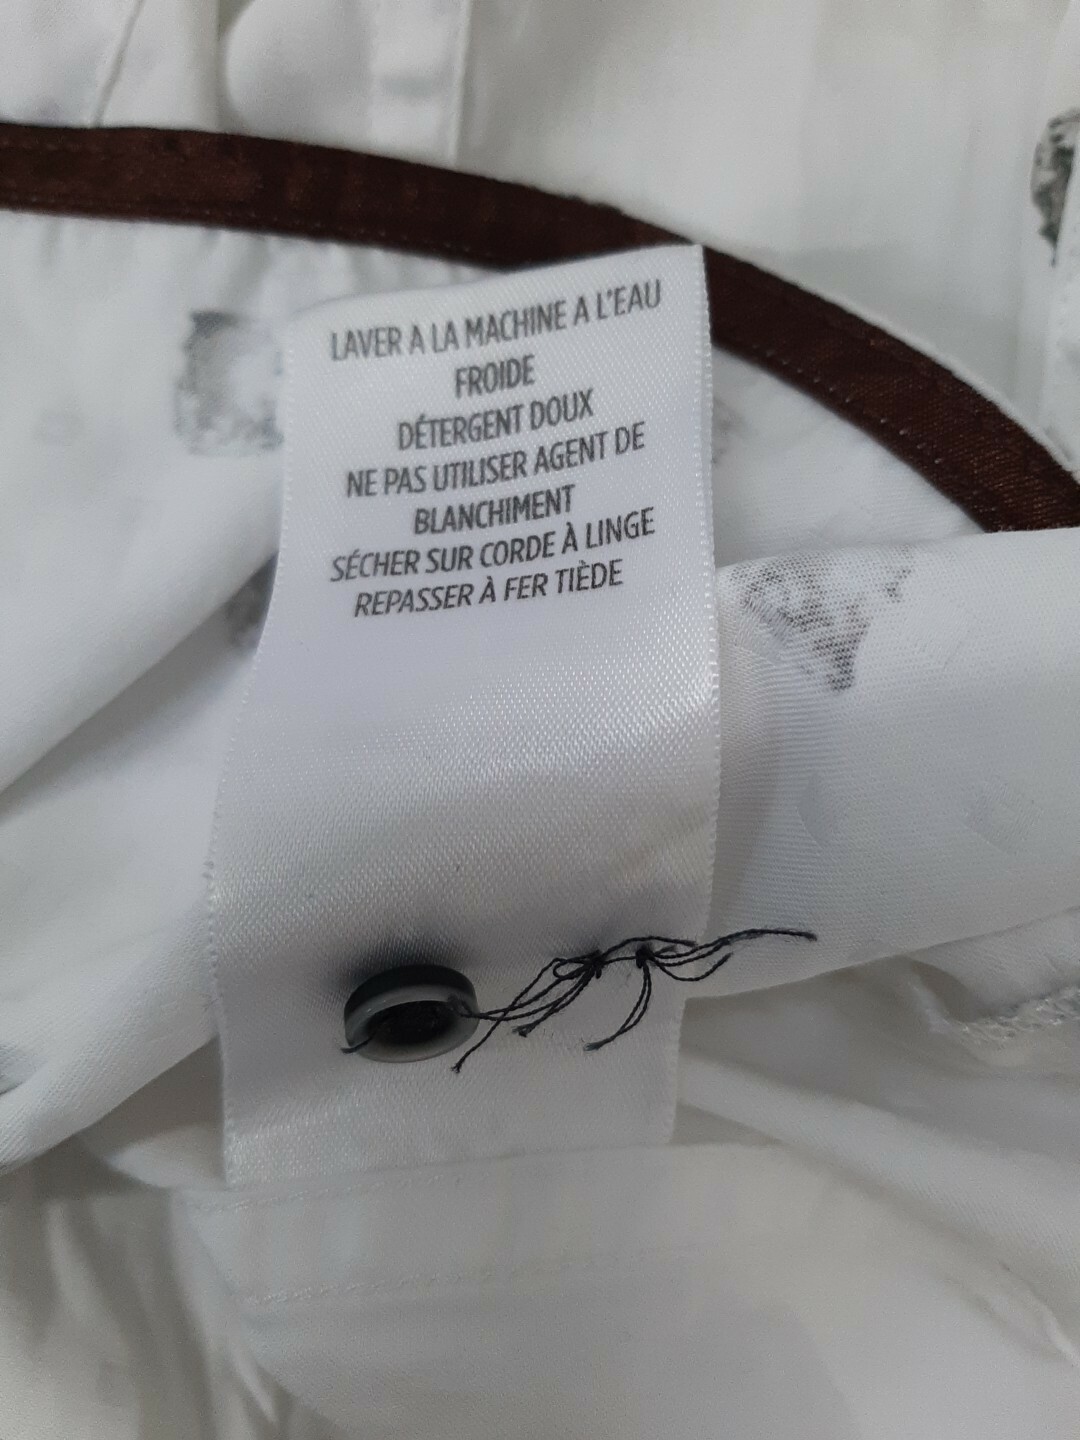 LAVER A LA MACHINE A L'EAU
FROIDE
DÉTERGENT DOUX
NE PAS UTILISER AGENT DE
BLANCHIMENT
SÉCHER SUR CORDE À LINGE
REPASSER À FER TIÈDE